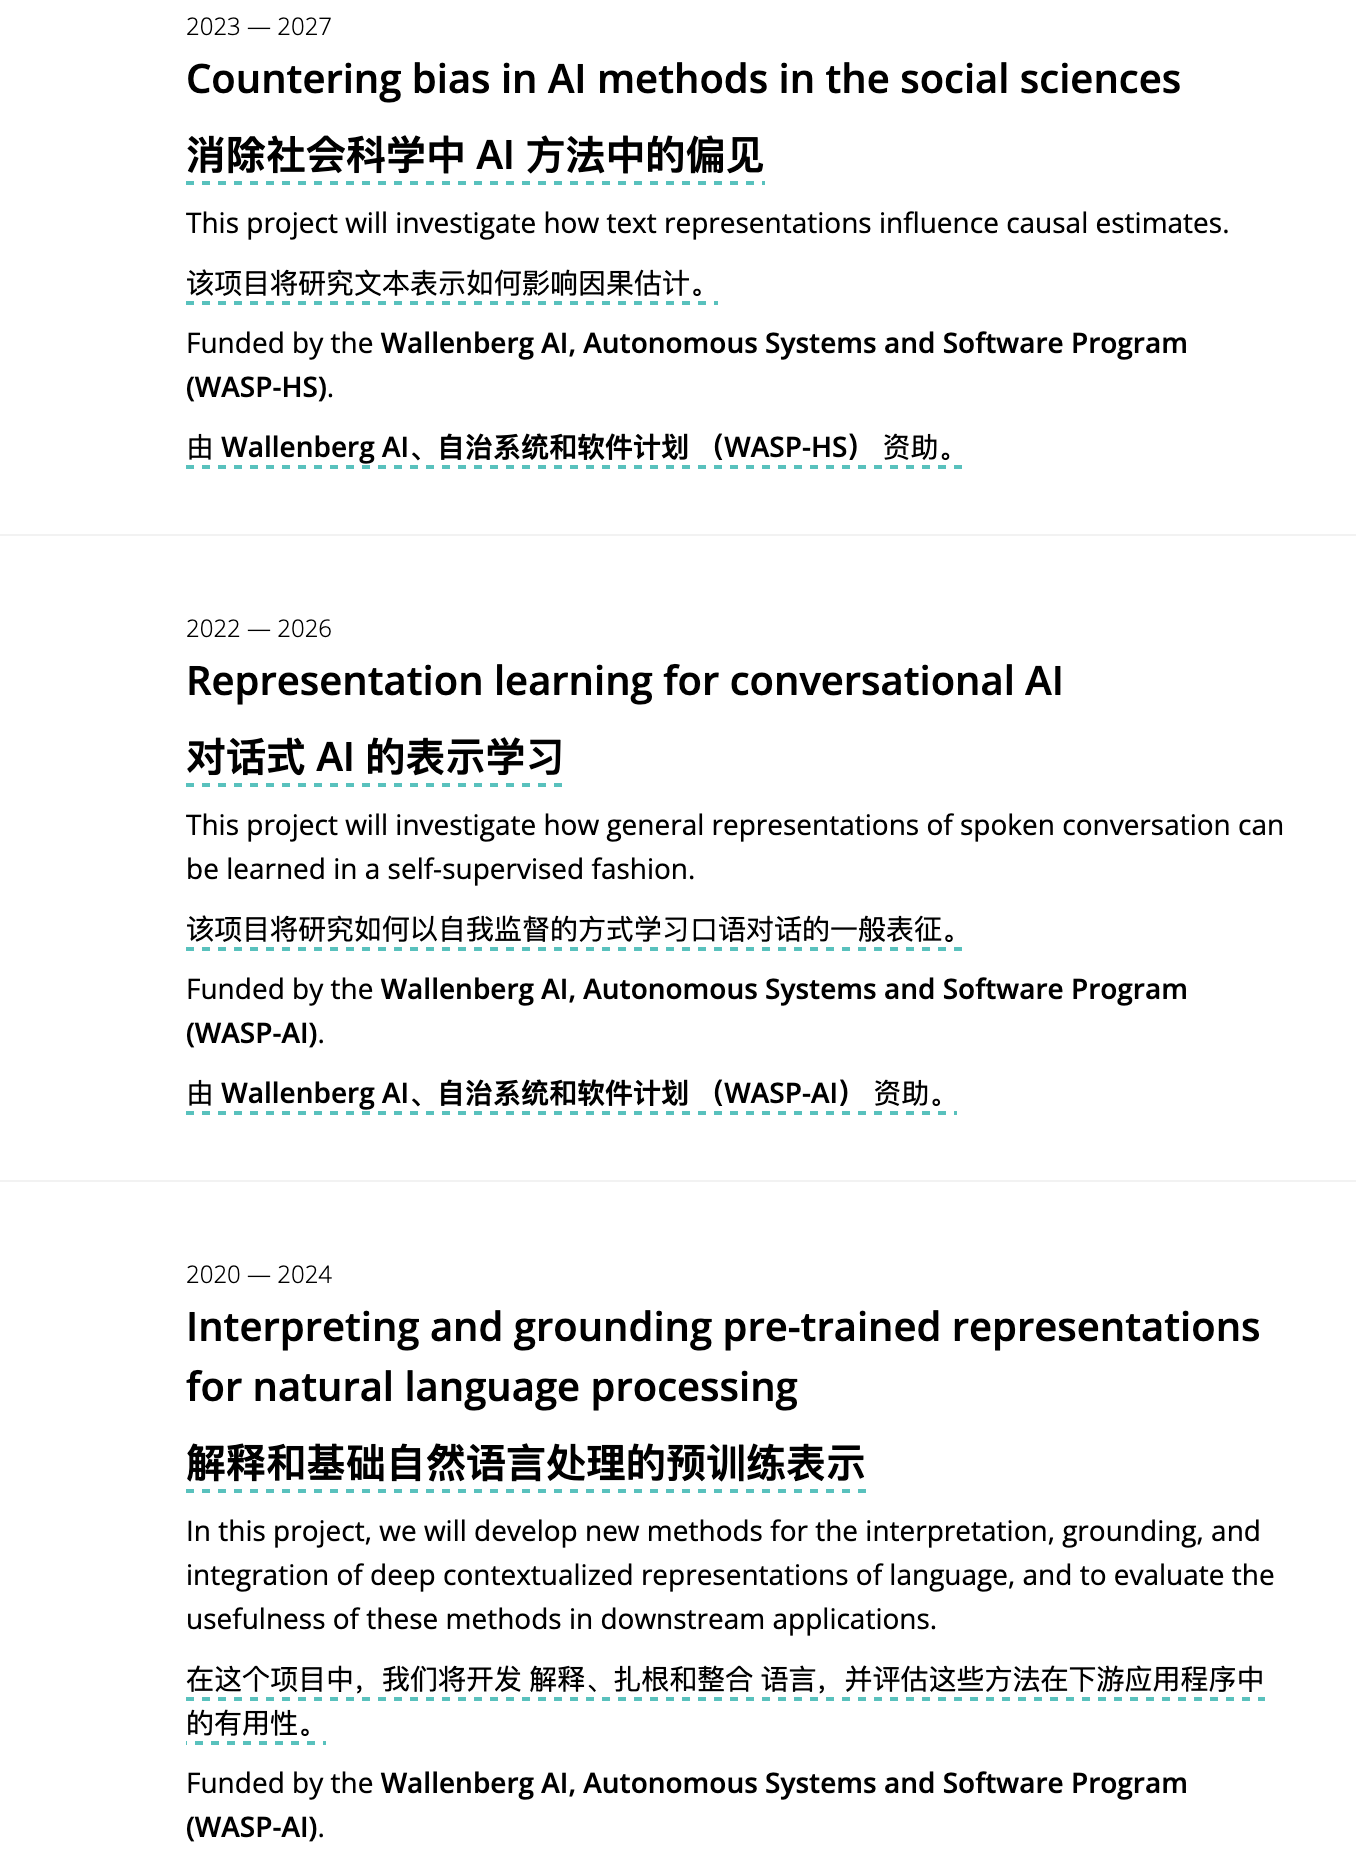 2023 — 2027
Countering bias in AI methods in the social sciences
消除社会科学中 AI 方法中的偏见
This project will investigate how text representations influence causal estimates.
该项目将研究文本表示如何影响因果估计。
Funded by the Wallenberg AI, Autonomous Systems and Software Program
(WASP-HS).
由 Wallenberg AI、自治系统和软件计划 （WASP-HS） 资助。
2022 — 2026
Representation learning for conversational AI
对话式 AI 的表示学习
This project will investigate how general representations of spoken conversation can
be learned in a self-supervised fashion.
该项目将研究如何以自我监督的方式学习口语对话的一般表征。
Funded by the Wallenberg AI, Autonomous Systems and Software Program
(WASP-AI).
由 Wallenberg AI、自治系统和软件计划 （WASP-AI） 资助。
2020 — 2024
Interpreting and grounding pre-trained representations
for natural language processing
解释和基础自然语言处理的预训练表示
In this project, we will develop new methods for the interpretation, grounding, and
integration of deep contextualized representations of language, and to evaluate the
usefulness of these methods in downstream applications.
在这个项目中，我们将开发 解释、扎根和整合 语言，并评估这些方法在下游应用程序中
的有用性。
Funded by the Wallenberg AI, Autonomous Systems and Software Program
(WASP-AI).